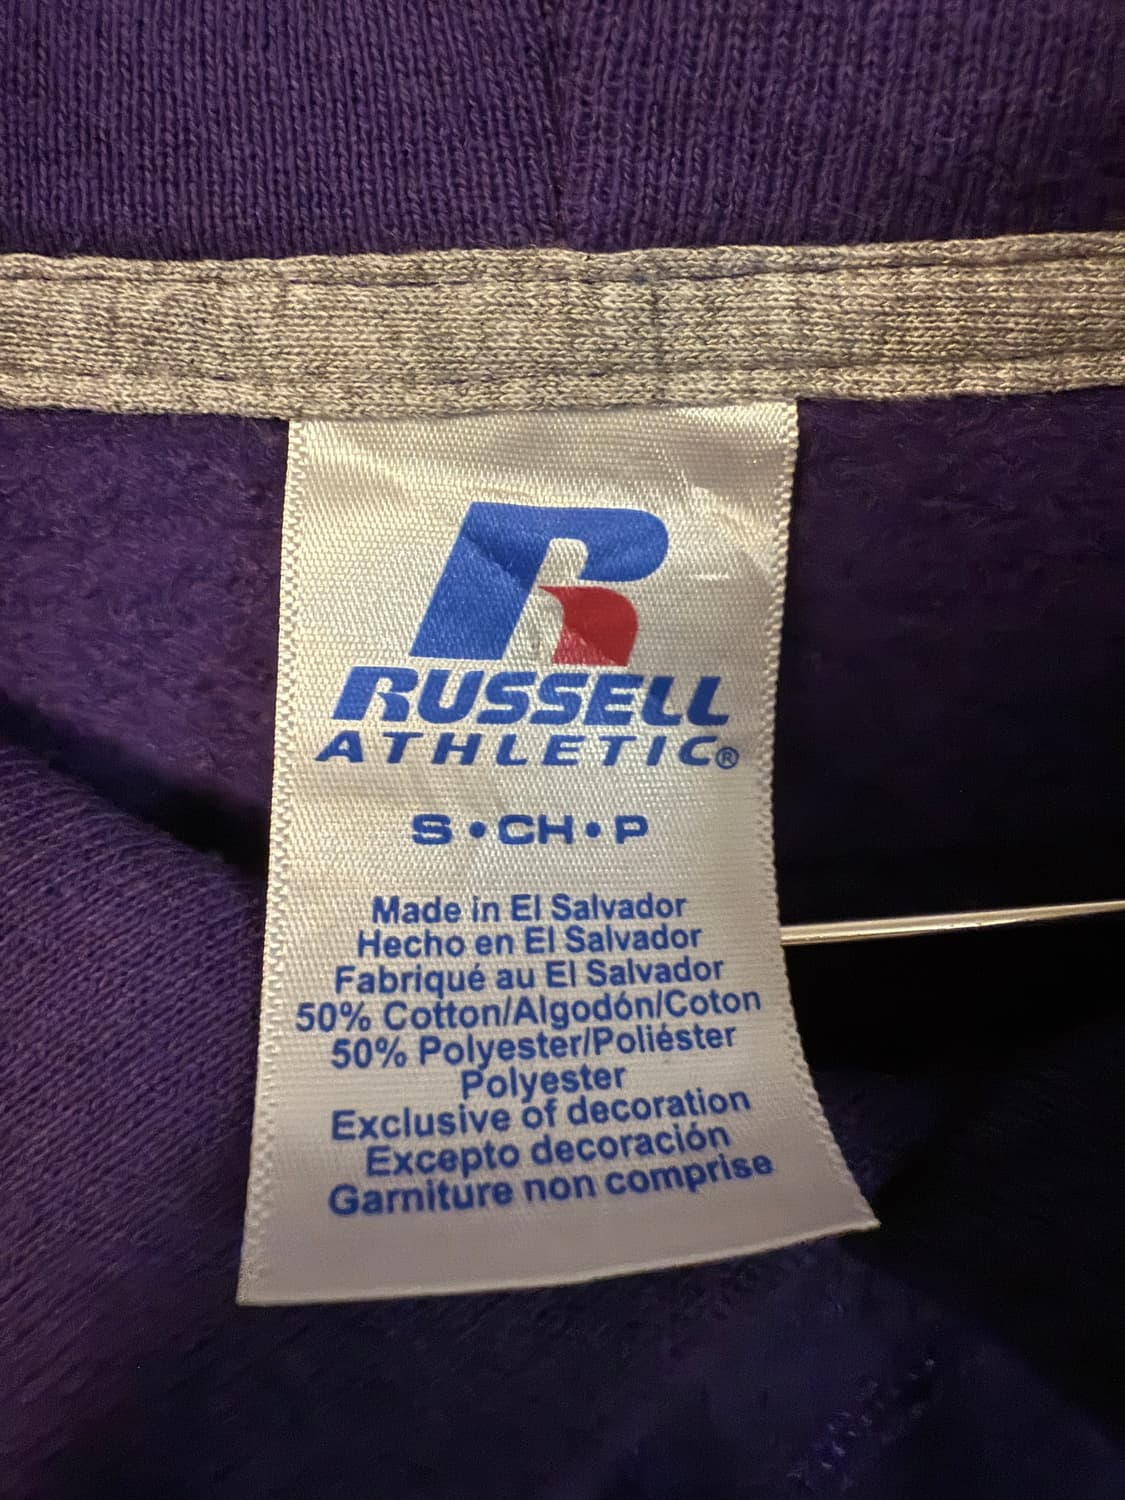 R
RUSSELL
ATHLETIC®
S • CH • P
Made in El Salvador
Hecho en El Salvador
Fabriqué au El Salvador
50% Cotton/Algodón/Coton
50% Polyester/Poliéster
Polyester
Exclusive of decoration
Excepto decoración
Garniture non comprise